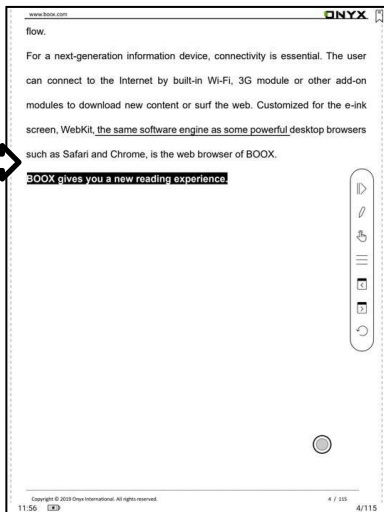 www.boox.com
ONYX
flow.
For a next-generation information device, connectivity is essential. The user
can connect to the Internet by built-in Wi-Fi, 3G module or other add-on
modules to download new content or surf the web. Customized for the e-ink
screen, WebKit, the same software engine as some powerful desktop browsers
such as Safari and Chrome, is the web browser of BOOX.
BOOX gives you a new reading experience.
Copyright © 2019 Onyx International. All rights reserved.
4 / 115
11:56
4/115